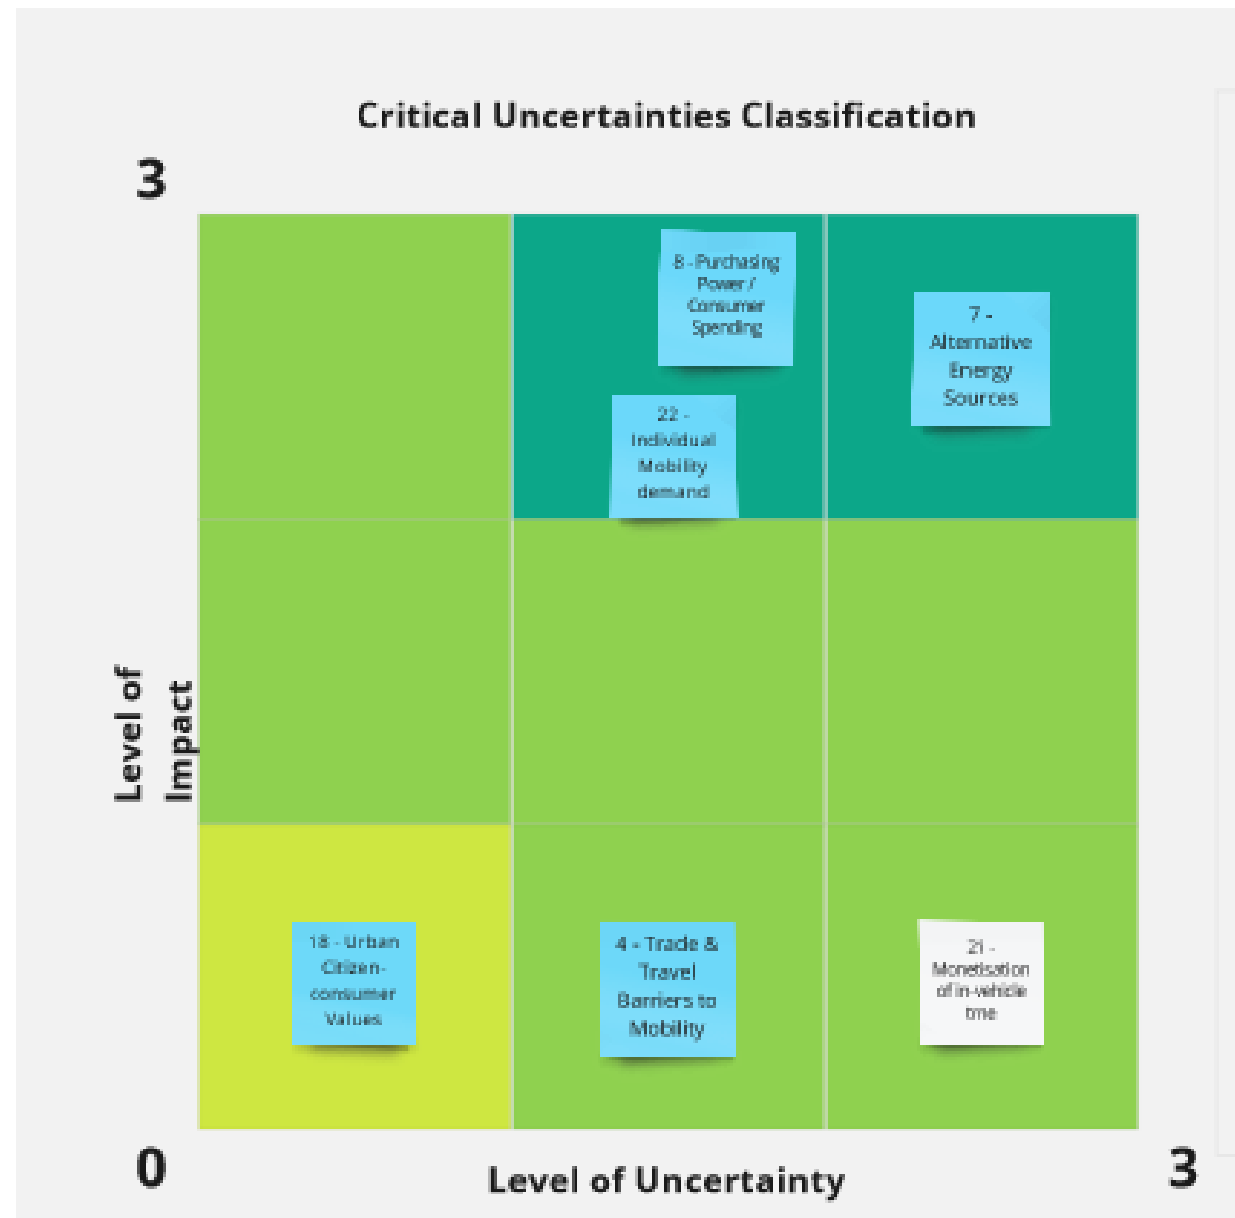 Critical Uncertainties Classification
3
8 - Purchasing
Power /
Consumer
Spending
7 -
Alternative
Energy
Sources
22 -
Individual
Mobility
demand
Level of
Impact
18 - Urban
Citizen-
consumer
Values
4 - Trade &
Travel
Barriers to
Mobility
21 -
Monetisation
of in-vehicle
time
0
Level of Uncertainty
3